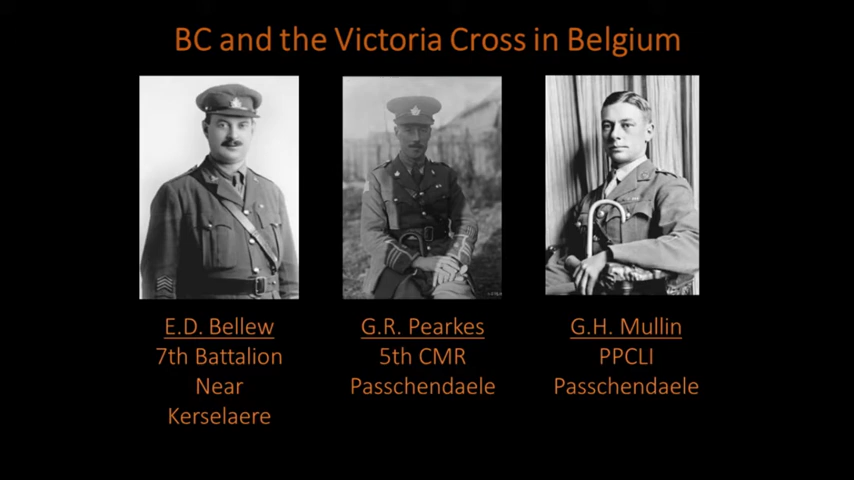 BC and the Victoria Cross in Belgium
E.D. Bellew
7th Battalion
Near
Kerselaere
G.R. Pearkes
5th CMR
Passchendaele
G.H. Mullin
PPCLI
Passchendaele